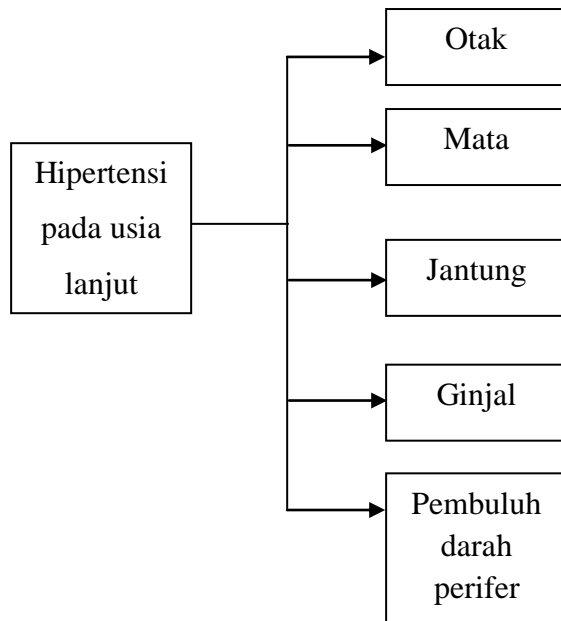 Otak
Mata
Hipertensi
pada usia
lanjut
Jantung
Ginjal
Pembuluh
darah
perifer